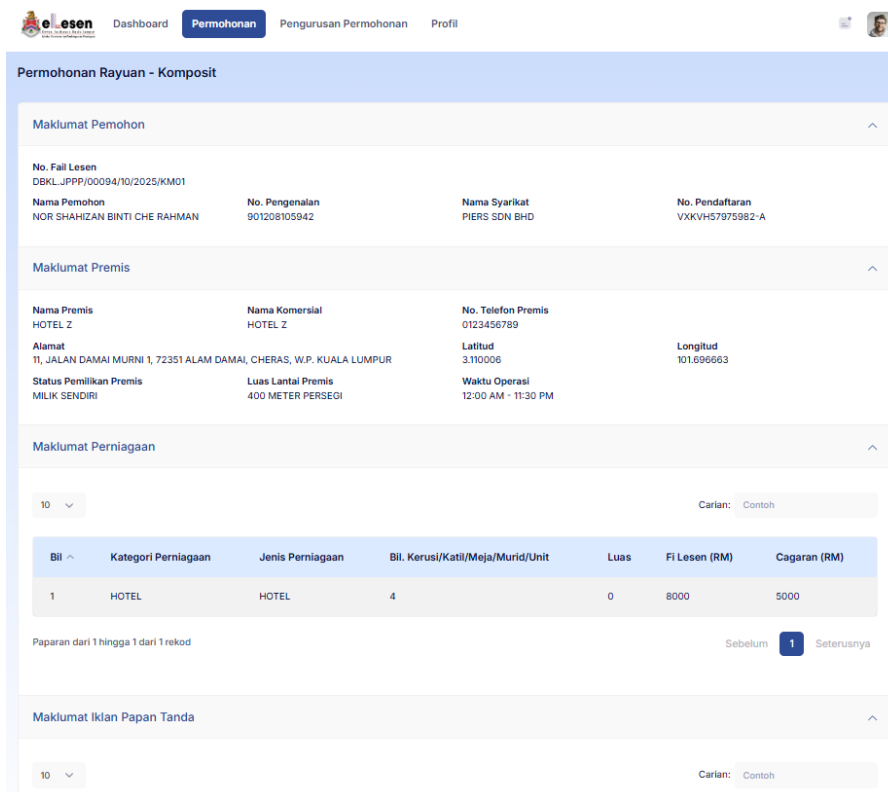 eLesen
Dashboard Permohonan Pengurusan Permohonan Profil
Permohonan Rayuan - Komposit
Maklumat Pemohon
No. Fail Lesen
DBKL.JPPP/00094/10/2025/KM01
Nama Pemohon No. Pengenalan Nama Syarikat No. Pendaftaran
NOR SHAHIZAN BINTI CHE RAHMAN 901208105942 PIERS SDN BHD VXKVH57975982-A
Maklumat Premis
Nama Premis Nama Komersial No. Telefon Premis
HOTEL Z HOTEL Z 0123456789
Alamat Latitud Longitud
11, JALAN DAMAI MURNI 1, 72351 ALAM DAMAI, CHERAS, W.P. KUALA LUMPUR 3.110006 101.696663
Status Pemilikan Premis Luas Lantai Premis Waktu Operasi
MILIK SENDIRI 400 METER PERSEGI 12:00 AM - 11:30 PM
Maklumat Perniagaan
10 Carian: Contoh
Bil Kategori Perniagaan Jenis Perniagaan Bil. Kerusi/Katil/Meja/Murid/Unit Luas Fi Lesen (RM) Cagaran (RM)
1 HOTEL HOTEL 4 0 8000 5000
Paparan dari 1 hingga 1 dari 1 rekod Sebelum 1 Seterusnya
Maklumat Iklan Papan Tanda
10 Carian: Contoh